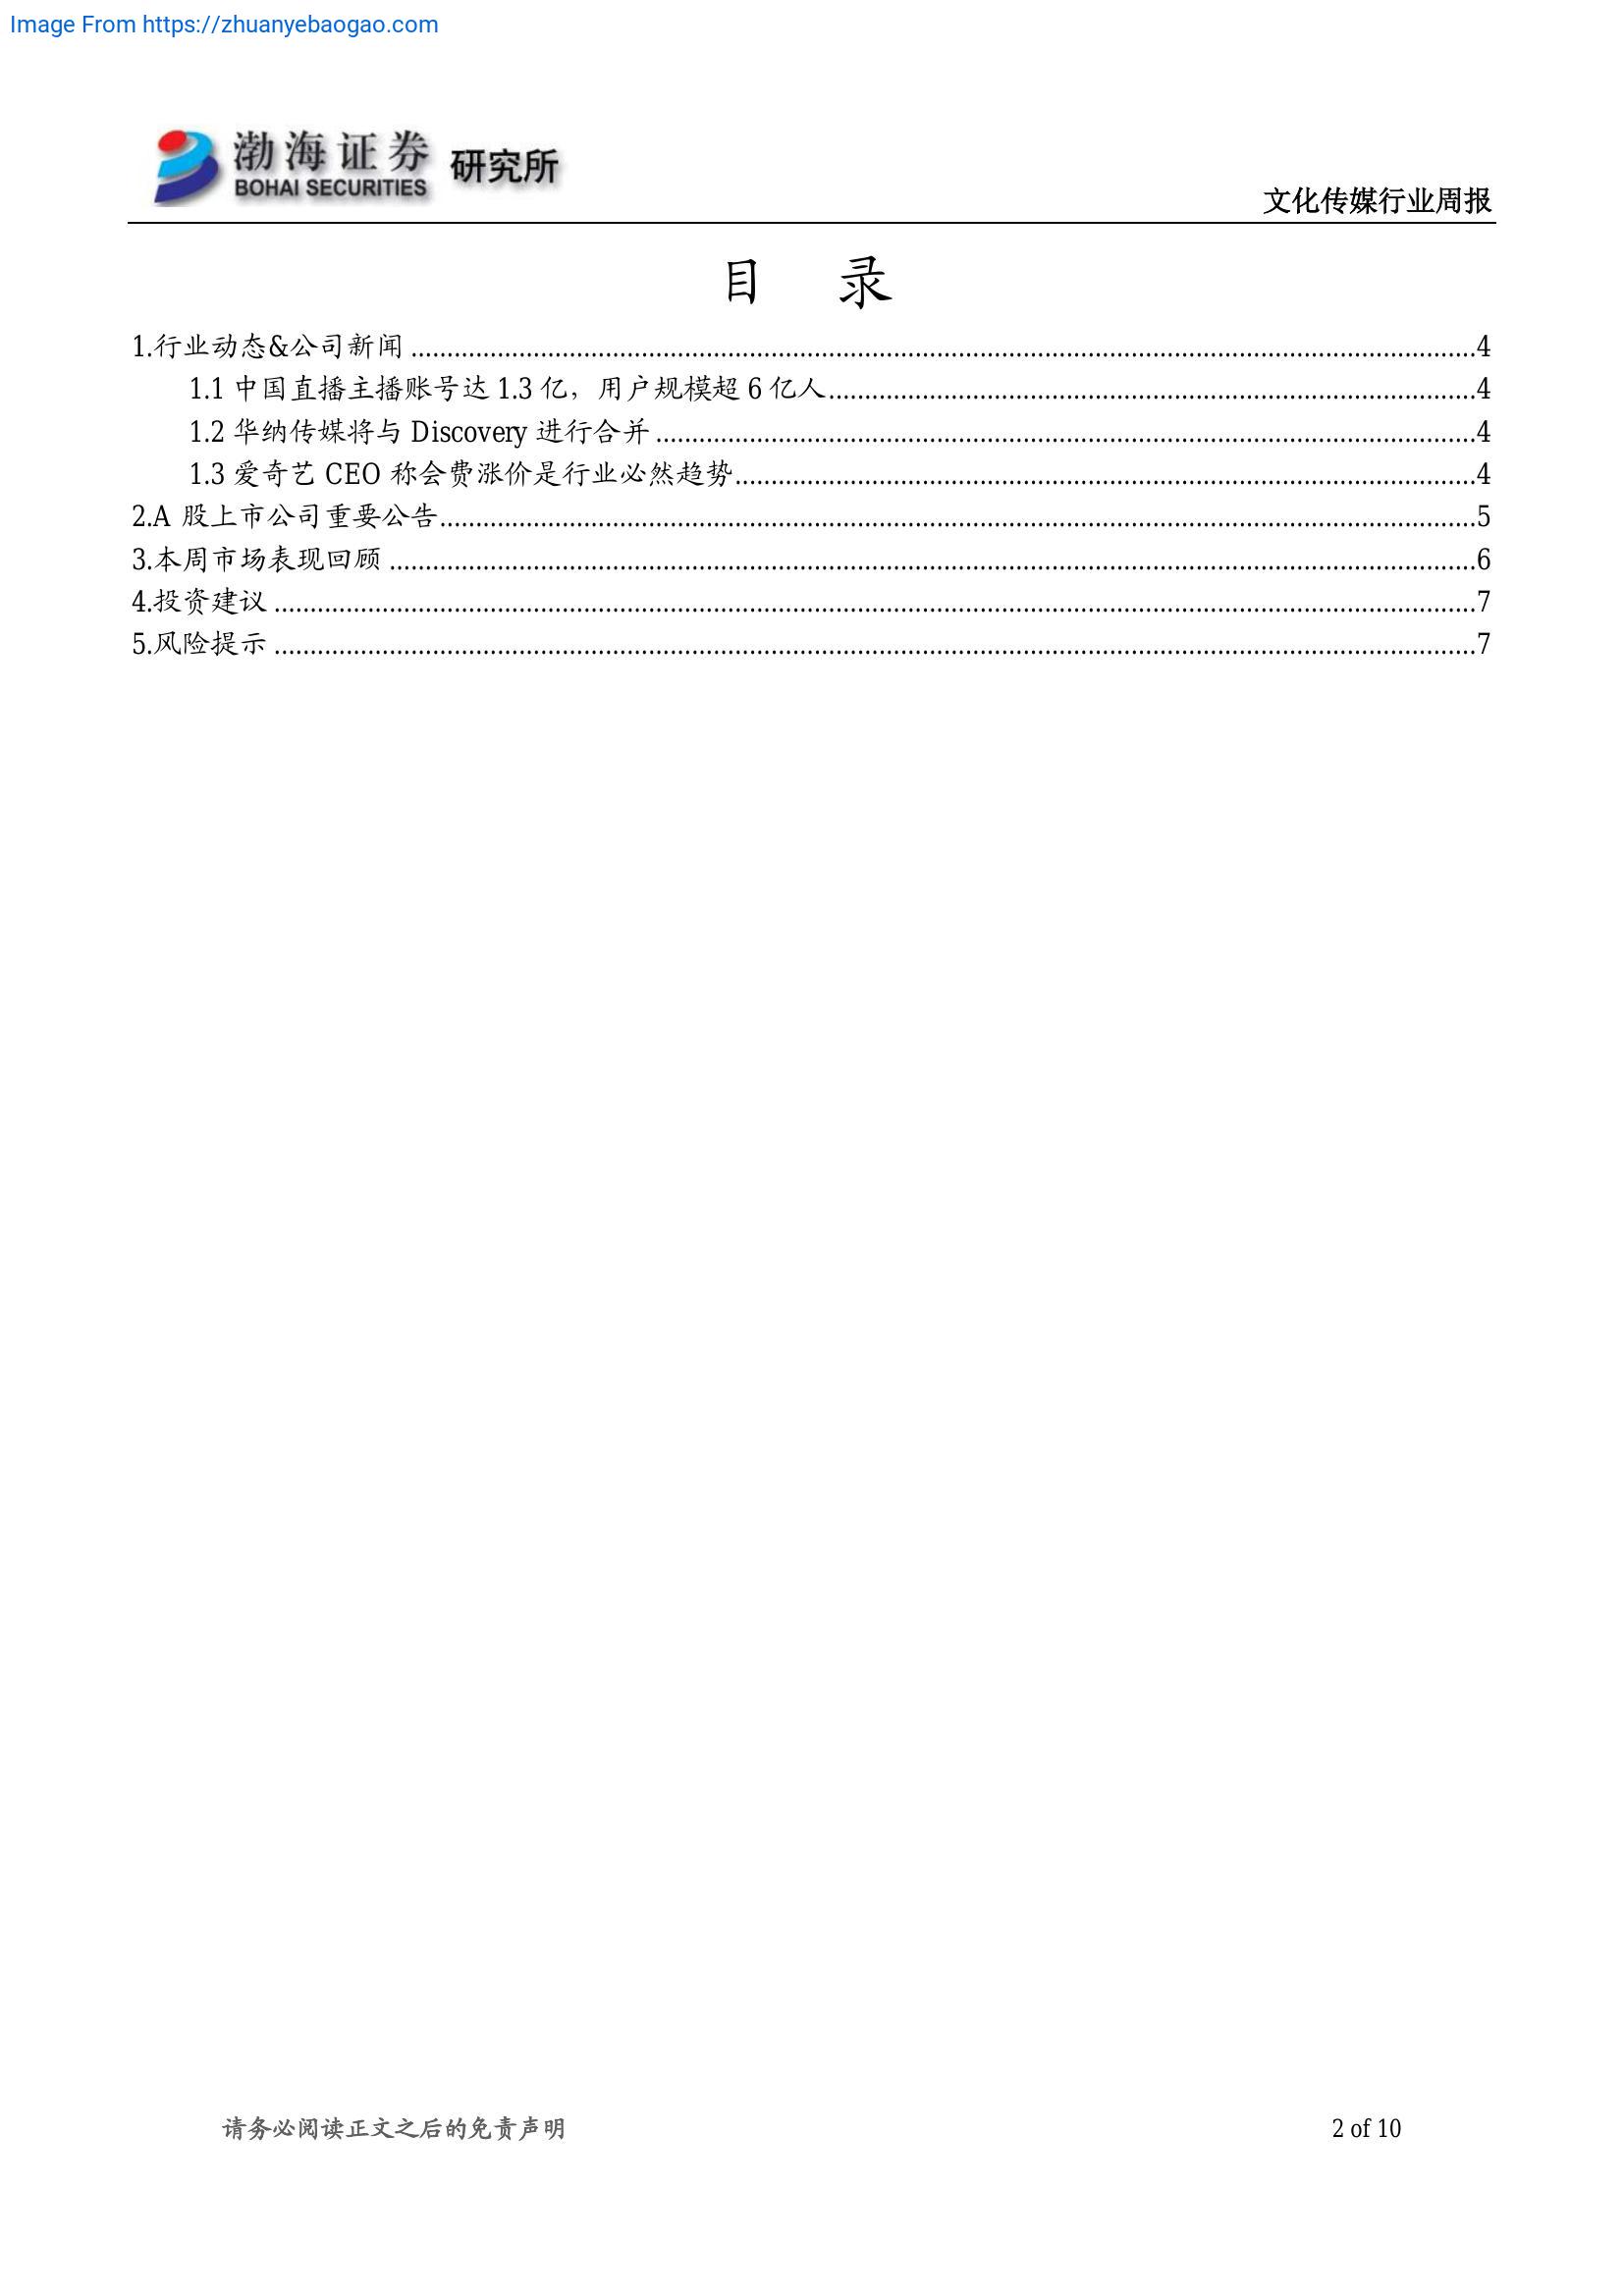 Image From https://zhuanyebaogao.com
渤海证券 研究所
BOHAI SECURITIES
文化传媒行业周报
目 录
1.行业动态&公司新闻........4
1.1 中国直播主播账号达 1.3 亿，用户规模超 6 亿人........4
1.2 华纳传媒将与 Discovery 进行合并........4
1.3 爱奇艺 CEO 称会费涨价是行业必然趋势........4
2.A 股上市公司重要公告........5
3.本周市场表现回顾........6
4.投资建议........7
5.风险提示........7
请务必阅读正文之后的免责声明 2 of 10